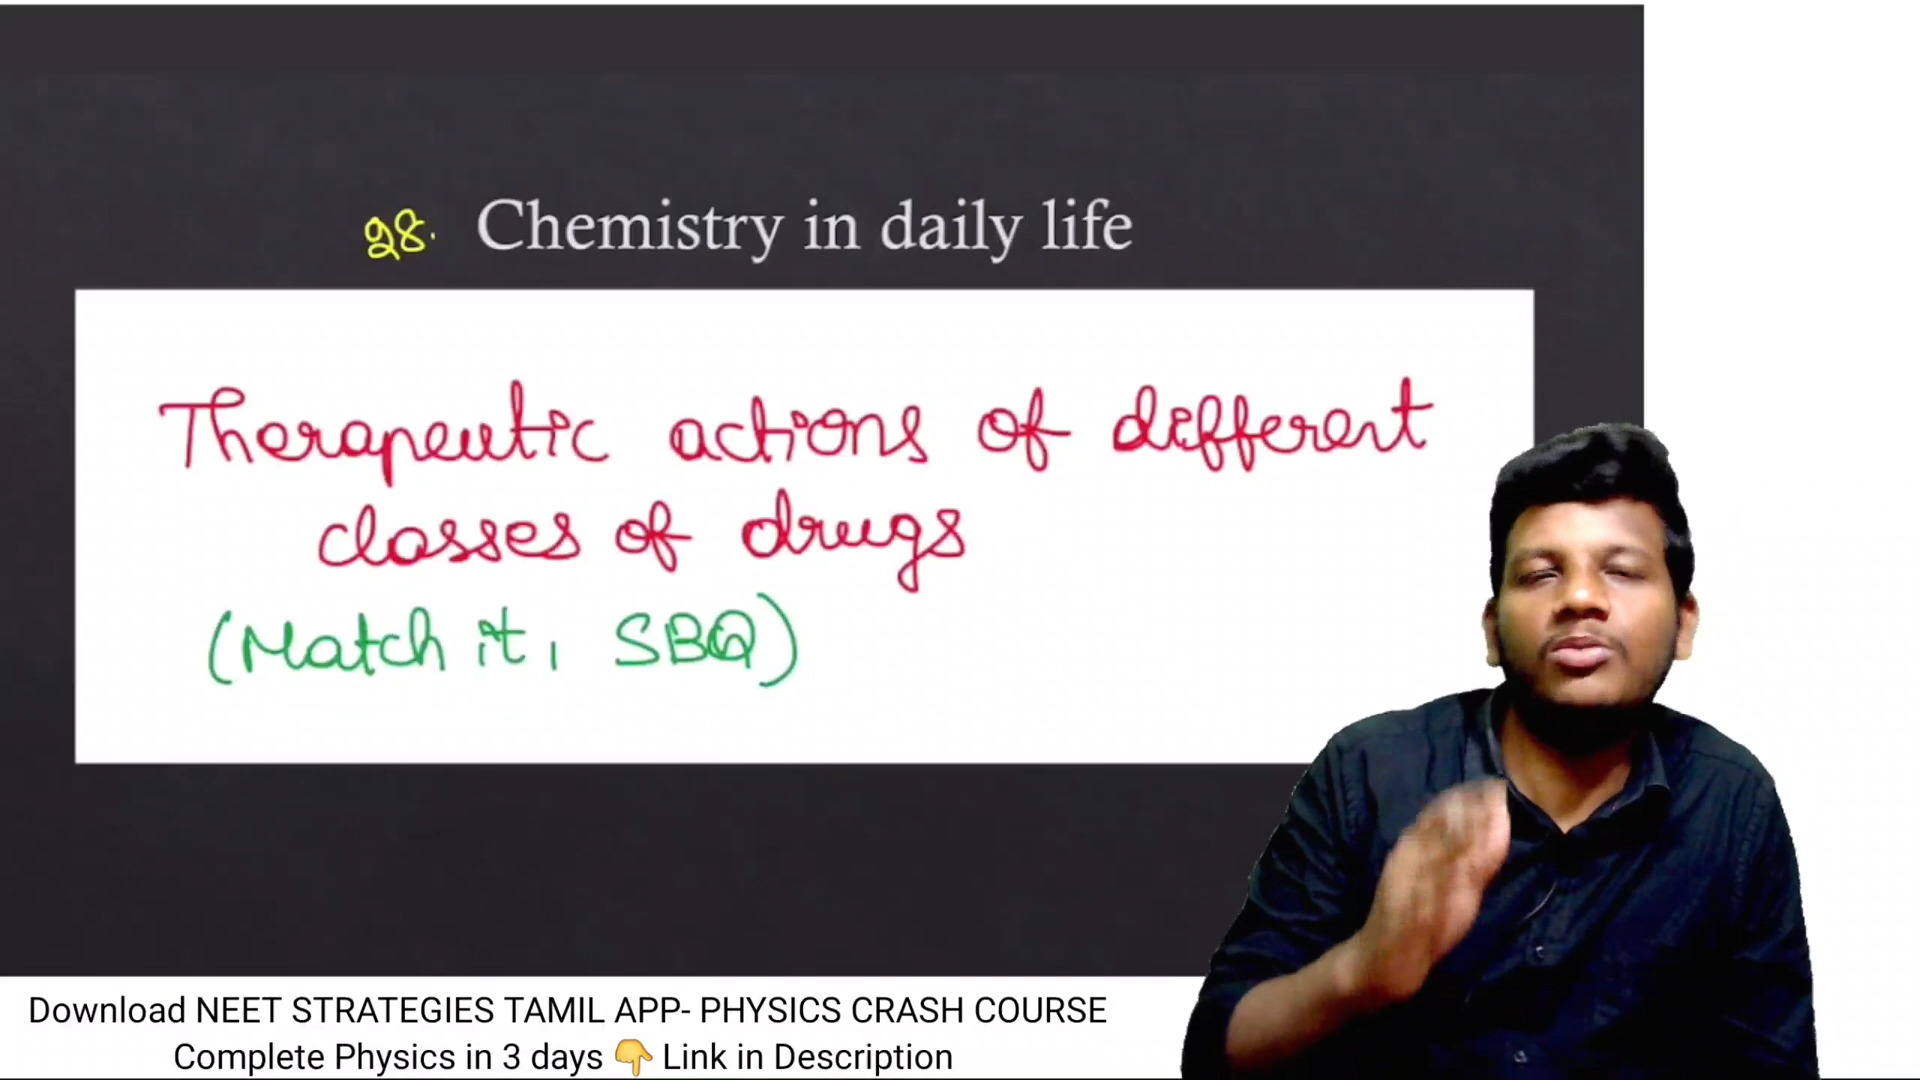 28. Chemistry in daily life
Therapeutic actions of different
classes of drugs
(Match it, SBQ)
Download NEET STRATEGIES TAMIL APP- PHYSICS CRASH COURSE
Complete Physics in 3 days 👇 Link in Description